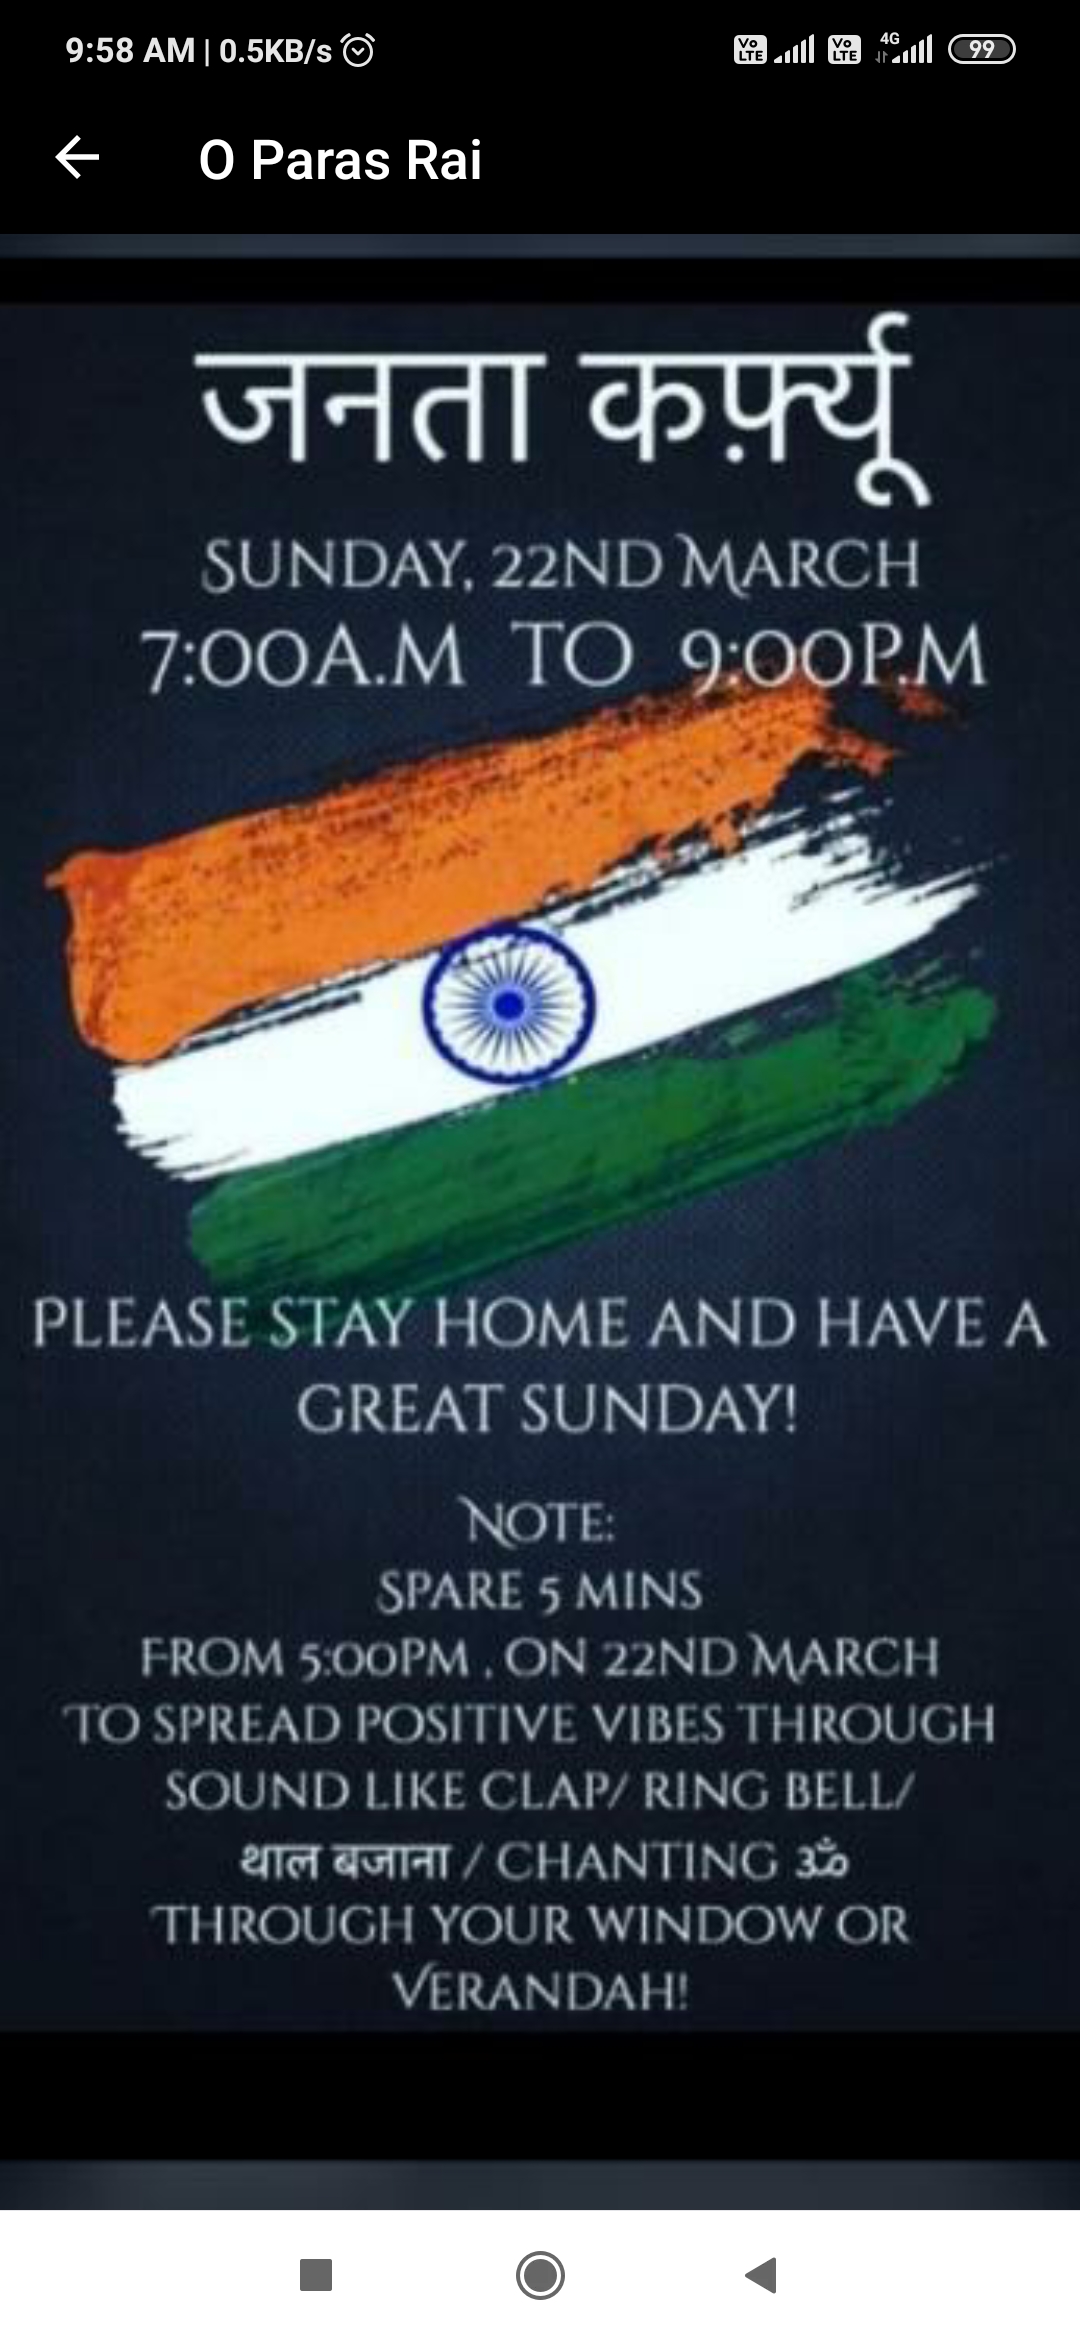 9:58 AM | 0.5KB/s
Vo LTE Vo LTE 4G 99
O Paras Rai
जनता कर्फ़्यू
SUNDAY, 22ND MARCH
7:00A.M TO 9:00P.M
PLEASE STAY HOME AND HAVE A
GREAT SUNDAY!
NOTE:
SPARE 5 MINS
FROM 5:00PM , ON 22ND MARCH
TO SPREAD POSITIVE VIBES THROUGH
SOUND LIKE CLAP/ RING BELL/
थाल बजाना / CHANTING ॐ
THROUGH YOUR WINDOW OR
VERANDAH!